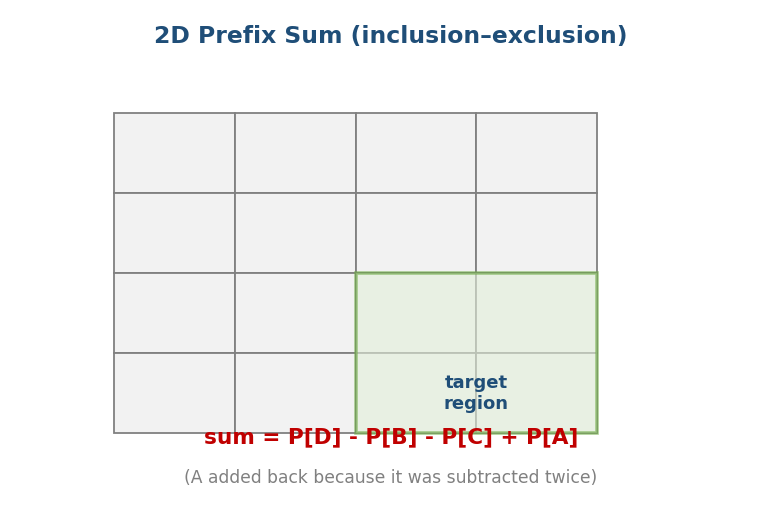 2D Prefix Sum (inclusion–exclusion)
target
region
sum = P[D] - P[B] - P[C] + P[A]
(A added back because it was subtracted twice)